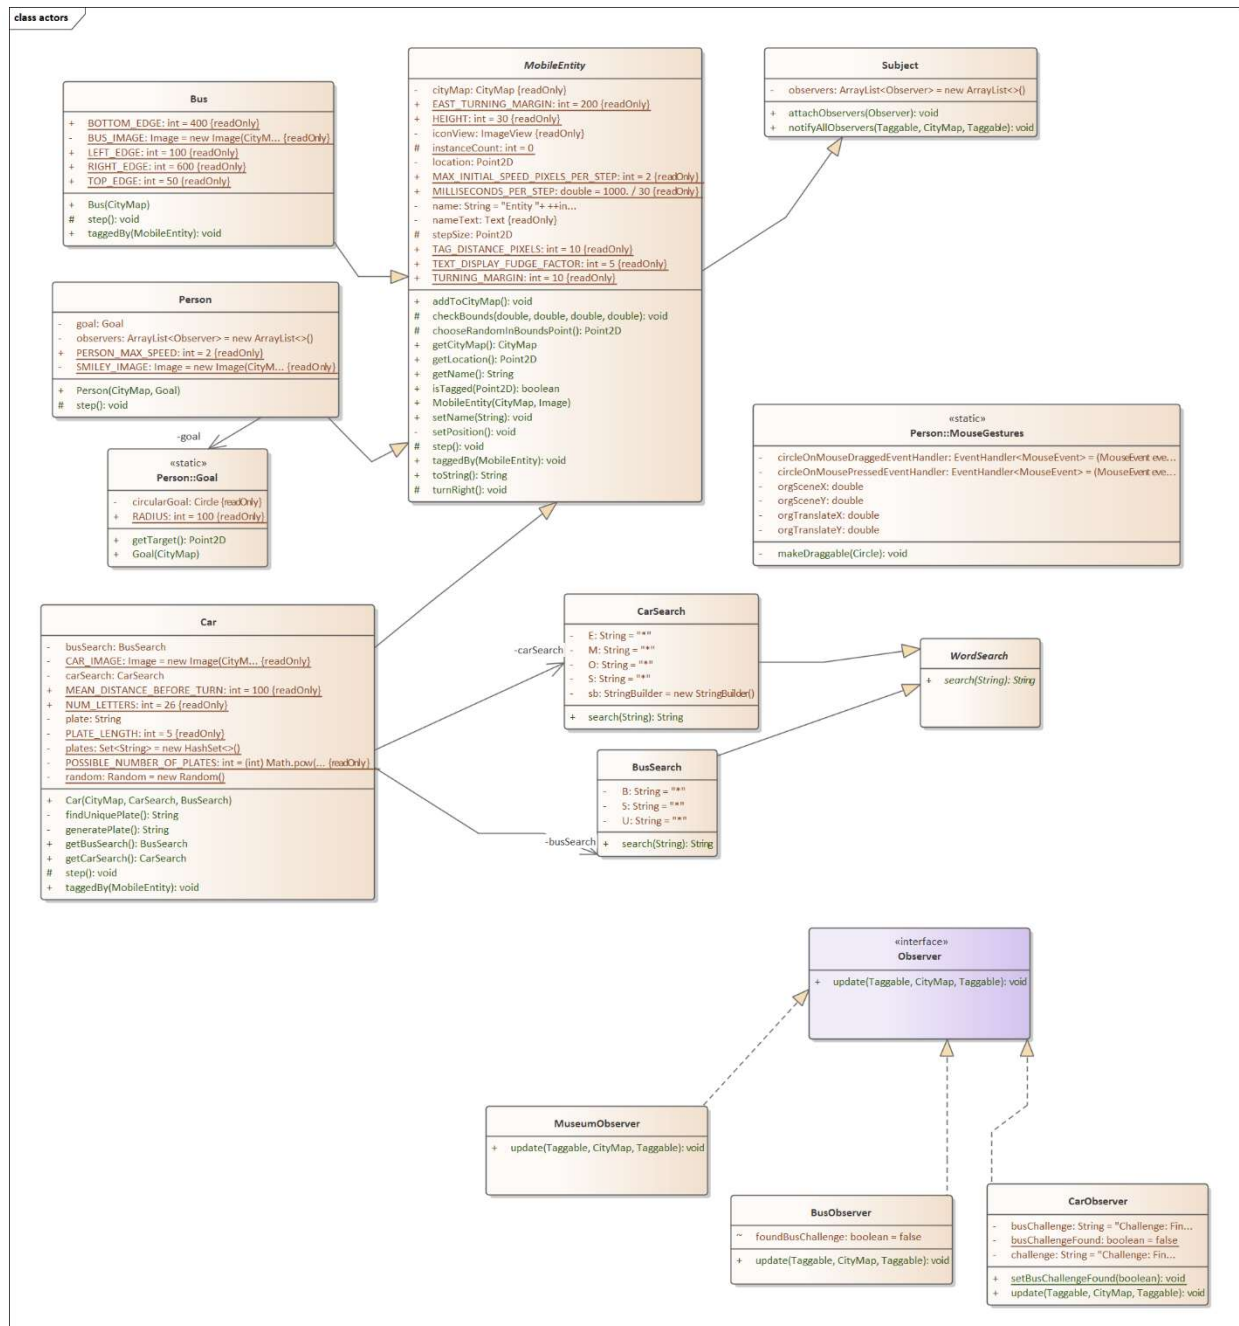 class actors
Bus
+ BOTTOM_EDGE: int = 400 {readOnly}
- BUS_IMAGE: Image = new Image(CityM... {readOnly}
+ LEFT_EDGE: int = 100 {readOnly}
+ RIGHT_EDGE: int = 600 {readOnly}
+ TOP_EDGE: int = 50 {readOnly}
+ Bus(CityMap)
# step(): void
+ taggedBy(MobileEntity): void
MobileEntity
- cityMap: CityMap {readOnly}
+ EAST_TURNING_MARGIN: int = 200 {readOnly}
+ HEIGHT: int = 30 {readOnly}
- iconView: ImageView {readOnly}
# instanceCount: int = 0
- location: Point2D
+ MAX_INITIAL_SPEED_PIXELS_PER_STEP: int = 2 {readOnly}
+ MILLISECONDS_PER_STEP: double = 1000. / 30 {readOnly}
- name: String = "Entity "+ ++in...
- nameText: Text {readOnly}
# stepSize: Point2D
+ TAG_DISTANCE_PIXELS: int = 10 {readOnly}
+ TEXT_DISPLAY_FUDGE_FACTOR: int = 5 {readOnly}
+ TURNING_MARGIN: int = 10 {readOnly}
+ addToCityMap(): void
# checkBounds(double, double, double, double): void
# chooseRandomInBoundsPoint(): Point2D
+ getCityMap(): CityMap
+ getLocation(): Point2D
+ getName(): String
+ isTagged(Point2D): boolean
+ MobileEntity(CityMap, Image)
+ setName(String): void
- setPosition(): void
# step(): void
+ taggedBy(MobileEntity): void
+ toString(): String
# turnRight(): void
Subject
- observers: ArrayList<Observer> = new ArrayList<>()
+ attachObservers(Observer): void
+ notifyAllObservers(Taggable, CityMap, Taggable): void
Person
- goal: Goal
- observers: ArrayList<Observer> = new ArrayList<>()
+ PERSON_MAX_SPEED: int = 2 {readOnly}
- SMILEY_IMAGE: Image = new Image(CityM... {readOnly}
+ Person(CityMap, Goal)
# step(): void
-goal
«static»
Person::Goal
- circularGoal: Circle {readOnly}
+ RADIUS: int = 100 {readOnly}
+ getTarget(): Point2D
+ Goal(CityMap)
«static»
Person::MouseGestures
- circleOnMouseDraggedEventHandler: EventHandler<MouseEvent> = (MouseEvent eve...
- circleOnMousePressedEventHandler: EventHandler<MouseEvent> = (MouseEvent eve...
- orgSceneX: double
- orgSceneY: double
- orgTranslateX: double
- orgTranslateY: double
- makeDraggable(Circle): void
Car
- busSearch: BusSearch
- CAR_IMAGE: Image = new Image(CityM... {readOnly}
- carSearch: CarSearch
+ MEAN_DISTANCE_BEFORE_TURN: int = 100 {readOnly}
+ NUM_LETTERS: int = 26 {readOnly}
- plate: String
- PLATE_LENGTH: int = 5 {readOnly}
- plates: Set<String> = new HashSet<>()
- POSSIBLE_NUMBER_OF_PLATES: int = (int) Math.pow(... {readOnly}
- random: Random = new Random()
+ Car(CityMap, CarSearch, BusSearch)
- findUniquePlate(): String
- generatePlate(): String
+ getBusSearch(): BusSearch
+ getCarSearch(): CarSearch
# step(): void
+ taggedBy(MobileEntity): void
-carSearch
CarSearch
- E: String = "*"
- M: String = "*"
- O: String = "*"
- S: String = "*"
- sb: StringBuilder = new StringBuilder()
+ search(String): String
WordSearch
+ search(String): String
-busSearch
BusSearch
- B: String = "*"
- S: String = "*"
- U: String = "*"
+ search(String): String
«interface»
Observer
+ update(Taggable, CityMap, Taggable): void
MuseumObserver
+ update(Taggable, CityMap, Taggable): void
BusObserver
~ foundBusChallenge: boolean = false
+ update(Taggable, CityMap, Taggable): void
CarObserver
- busChallenge: String = "Challenge: Fin...
- busChallengeFound: boolean = false
- challenge: String = "Challenge: Fin...
+ setBusChallengeFound(boolean): void
+ update(Taggable, CityMap, Taggable): void